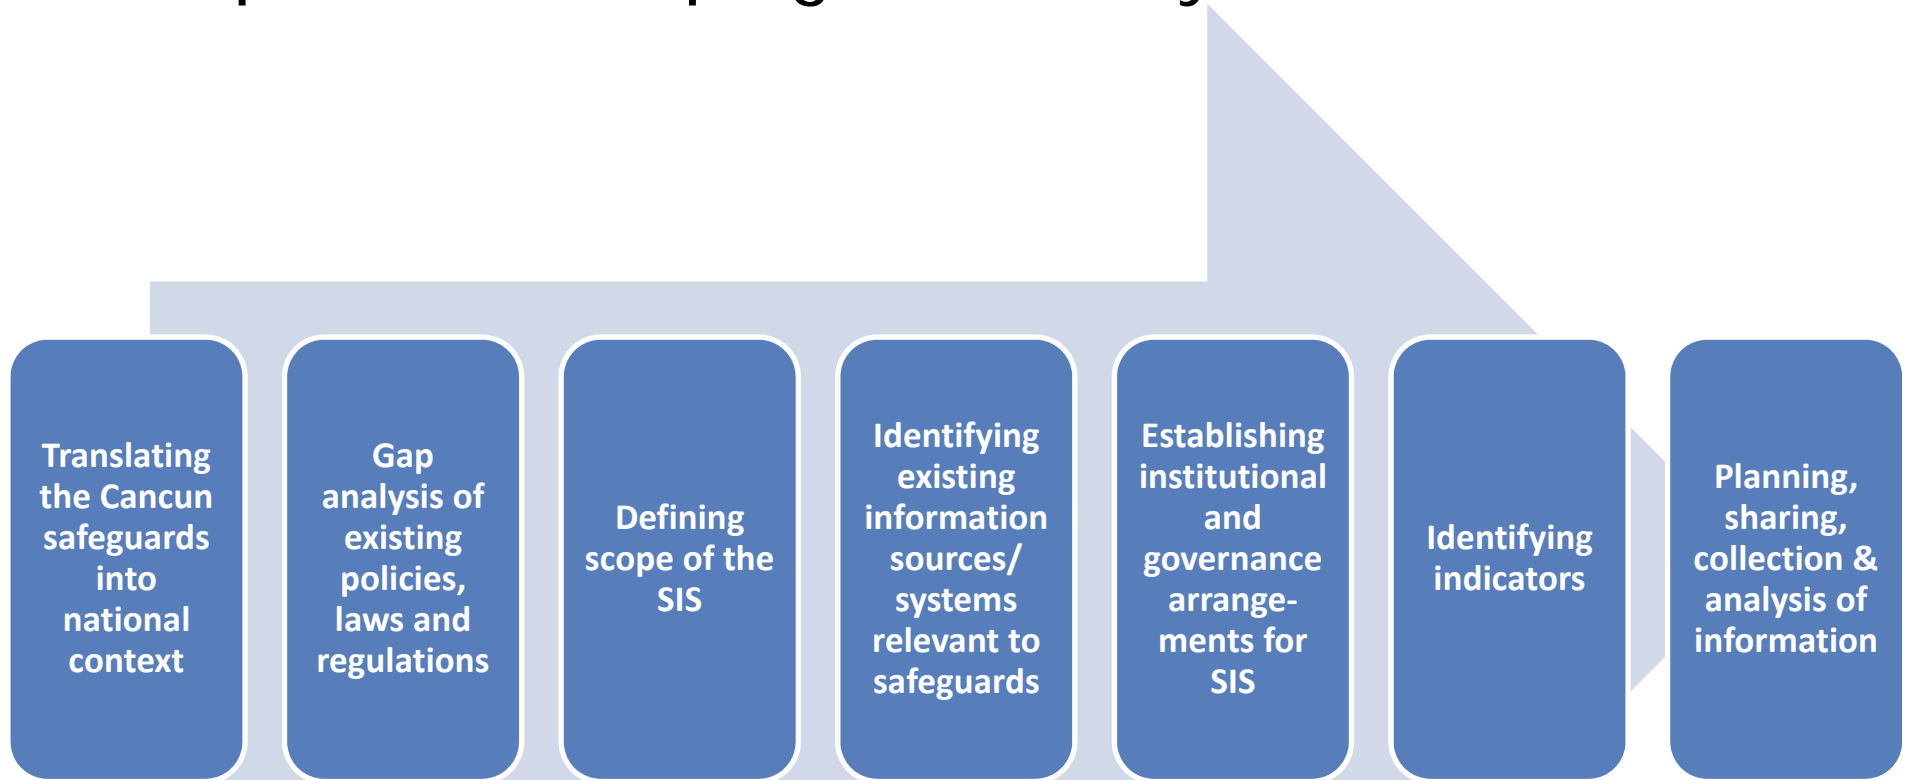 Translating
the Cancun
safeguards
into
national
context
Gap
analysis of
existing
policies,
laws and
regulations
Defining
scope of the
SIS
Identifying
existing
information
sources/
systems
relevant to
safeguards
Establishing
institutional
and
governance
arrange-
ments for
SIS
Identifying
indicators
Planning,
sharing,
collection &
analysis of
information